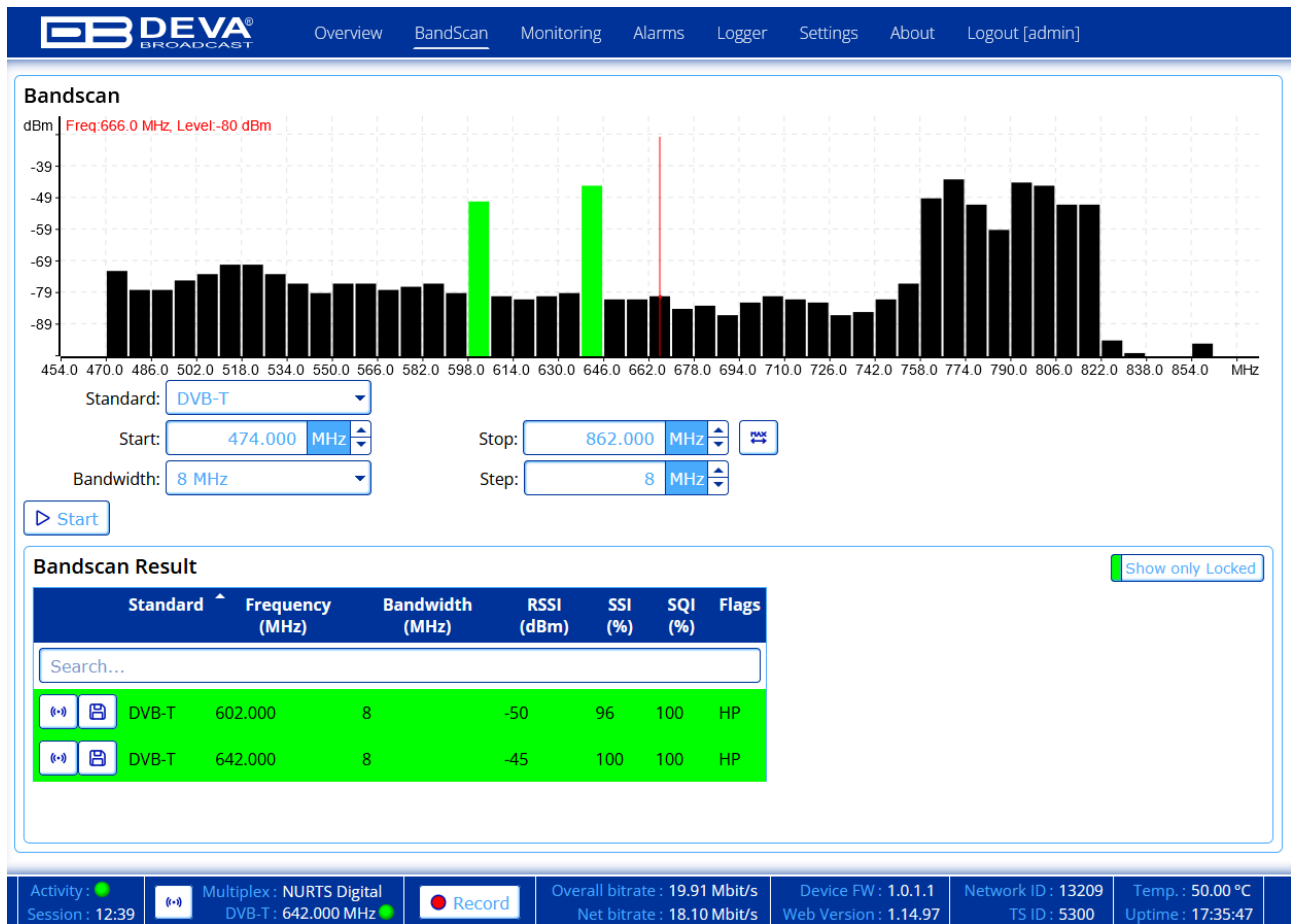 DEVA®
BROADCAST
Overview BandScan Monitoring Alarms Logger Settings About Logout [admin]
Bandscan
dBm Freq:666.0 MHz, Level:-80 dBm
-39
-49
-59
-69
-79
-89
454.0 470.0 486.0 502.0 518.0 534.0 550.0 566.0 582.0 598.0 614.0 630.0 646.0 662.0 678.0 694.0 710.0 726.0 742.0 758.0 774.0 790.0 806.0 822.0 838.0 854.0 MHz
Standard: DVB-T
Start: 474.000 MHz Stop: 862.000 MHz MAX
Bandwidth: 8 MHz Step: 8 MHz
Start
Bandscan Result Show only Locked
Standard Frequency (MHz) Bandwidth (MHz) RSSI (dBm) SSI (%) SQI (%) Flags
Search...
DVB-T 602.000 8 -50 96 100 HP
DVB-T 642.000 8 -45 100 100 HP
Activity : Multiplex : NURTS Digital Record Overall bitrate : 19.91 Mbit/s Device FW : 1.0.1.1 Network ID : 13209 Temp. : 50.00 ºC
Session : 12:39 DVB-T : 642.000 MHz Net bitrate : 18.10 Mbit/s Web Version : 1.14.97 TS ID : 5300 Uptime : 17:35:47